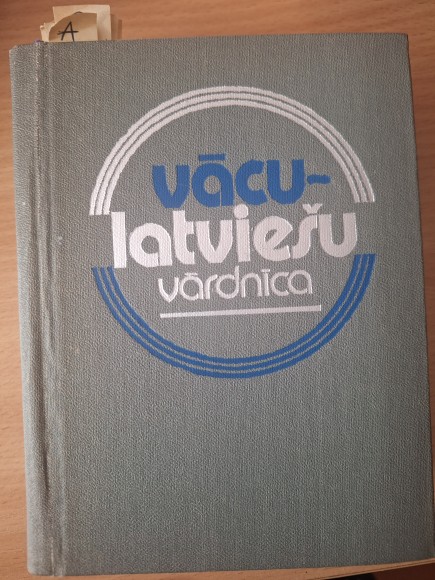 A
vācu-
latviešu
vārdnīca